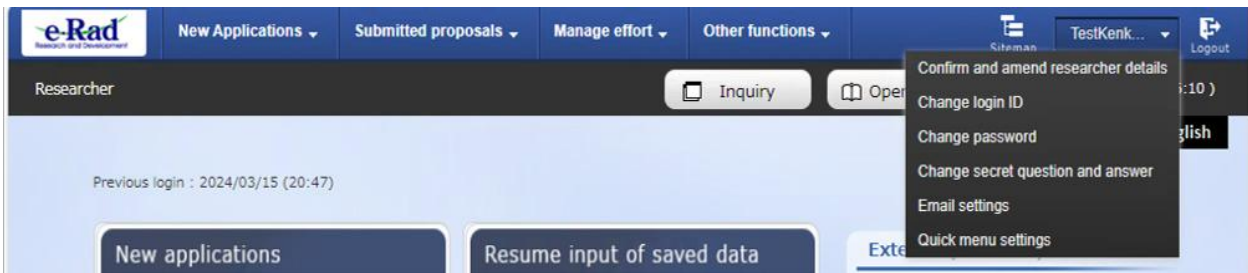 e-Rad
Research and Development
New Applications
Submitted proposals
Manage effort
Other functions
Sitemap
TestKenk...
Logout
Researcher
Inquiry
Oper
:10 )
glish
Confirm and amend researcher details
Change login ID
Change password
Change secret question and answer
Email settings
Quick menu settings
Previous login : 2024/03/15 (20:47)
New applications
Resume input of saved data
Exte